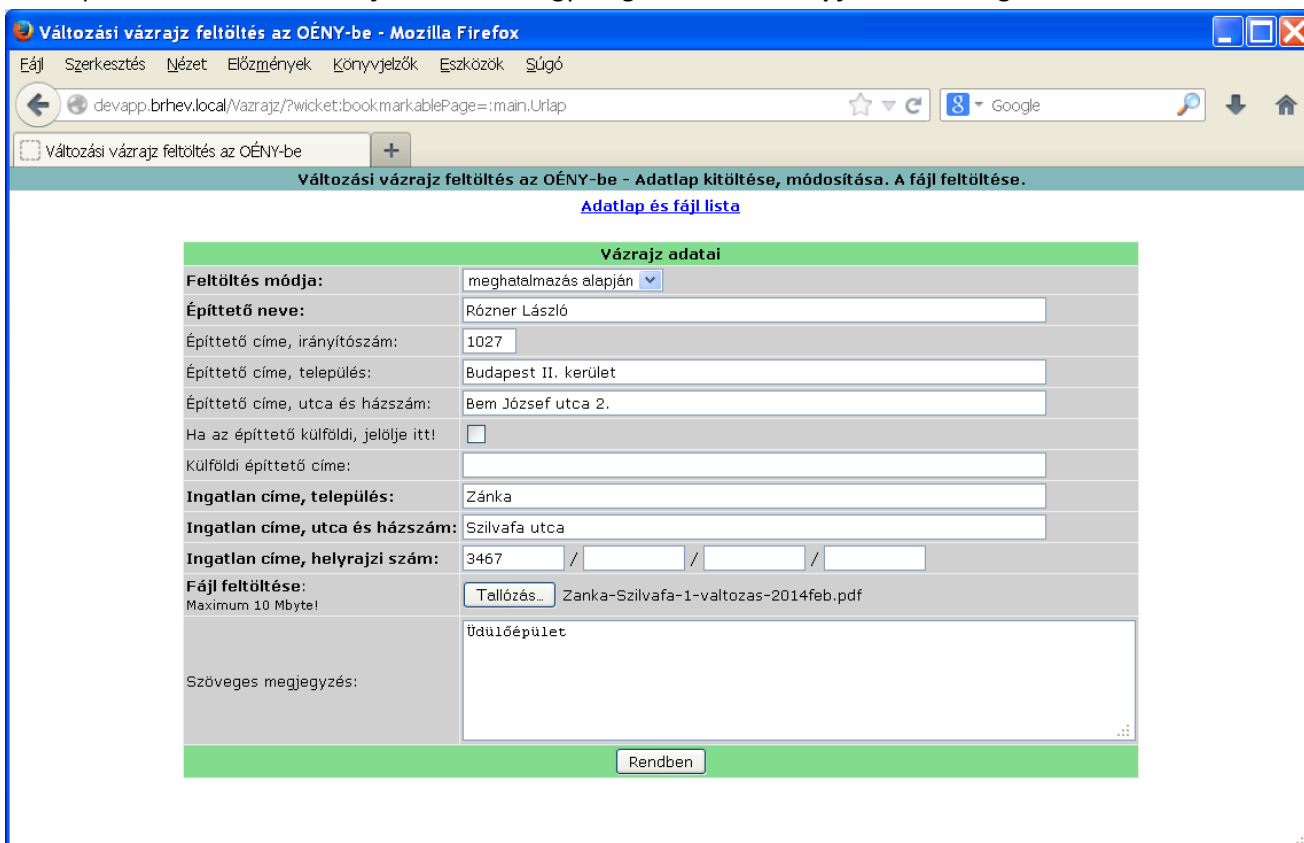 Változási vázrajz feltöltés az OÉNY-be - Mozilla Firefox
Fájl Szerkesztés Nézet Előzmények Könyvjelzők Eszközök Súgó
devapp.brhev.local/Vazrajz/?wicket:bookmarkablePage=:main.Urlap Google
Változási vázrajz feltöltés az OÉNY-be
Változási vázrajz feltöltés az OÉNY-be - Adatlap kitöltése, módosítása. A fájl feltöltése.
Adatlap és fájl lista
Vázrajz adatai
Feltöltés módja: meghatalmazás alapján
Építtető neve: Rózner László
Építtető címe, irányítószám: 1027
Építtető címe, település: Budapest II. kerület
Építtető címe, utca és házszám: Bem József utca 2.
Ha az építtető külföldi, jelölje itt!
Külföldi építtető címe:
Ingatlan címe, település: Zánka
Ingatlan címe, utca és házszám: Szilvafa utca
Ingatlan címe, helyrajzi szám: 3467 / / /
Fájl feltöltése:
Maximum 10 Mbyte!
Tallózás... Zanka-Szilvafa-1-valtozas-2014feb.pdf
Szöveges megjegyzés: Üdülőépület
Rendben